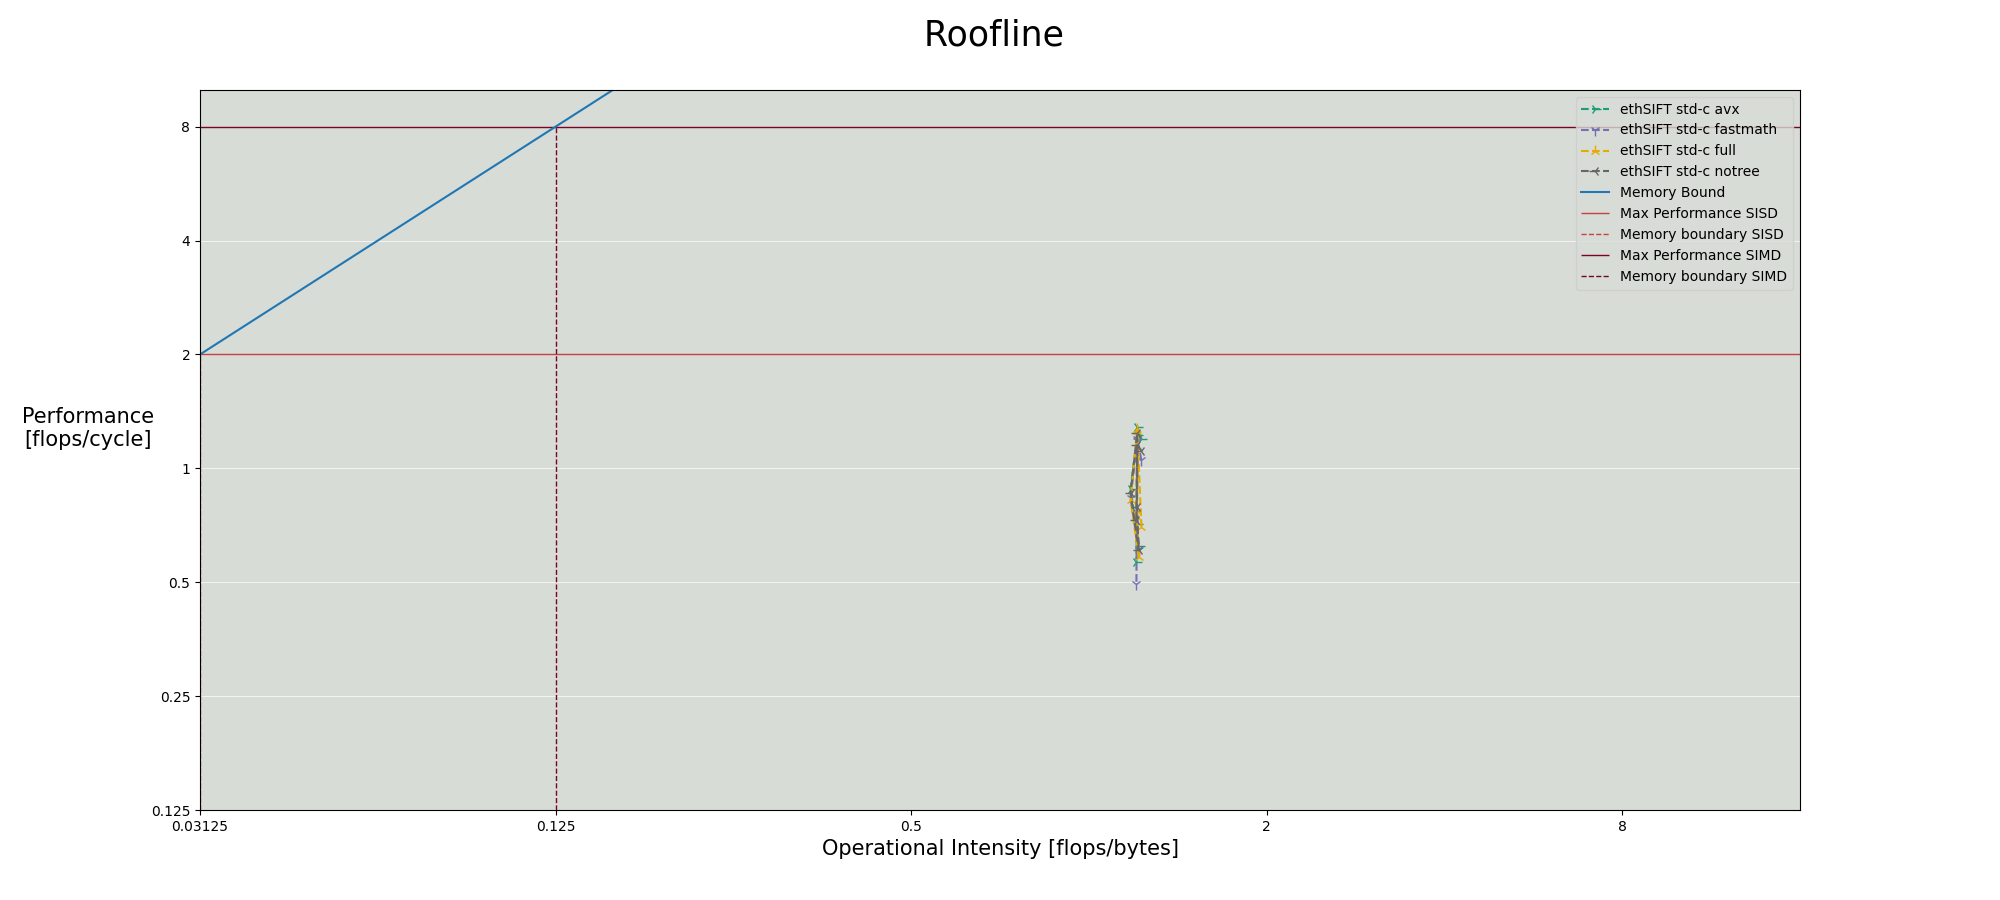 Roofline
ethSIFT std-c avx
ethSIFT std-c fastmath
ethSIFT std-c full
ethSIFT std-c notree
Memory Bound
Max Performance SISD
Memory boundary SISD
Max Performance SIMD
Memory boundary SIMD
8
4
2
1
0.5
0.25
0.125
Performance
[flops/cycle]
0.03125
0.125
0.5
2
8
Operational Intensity [flops/bytes]